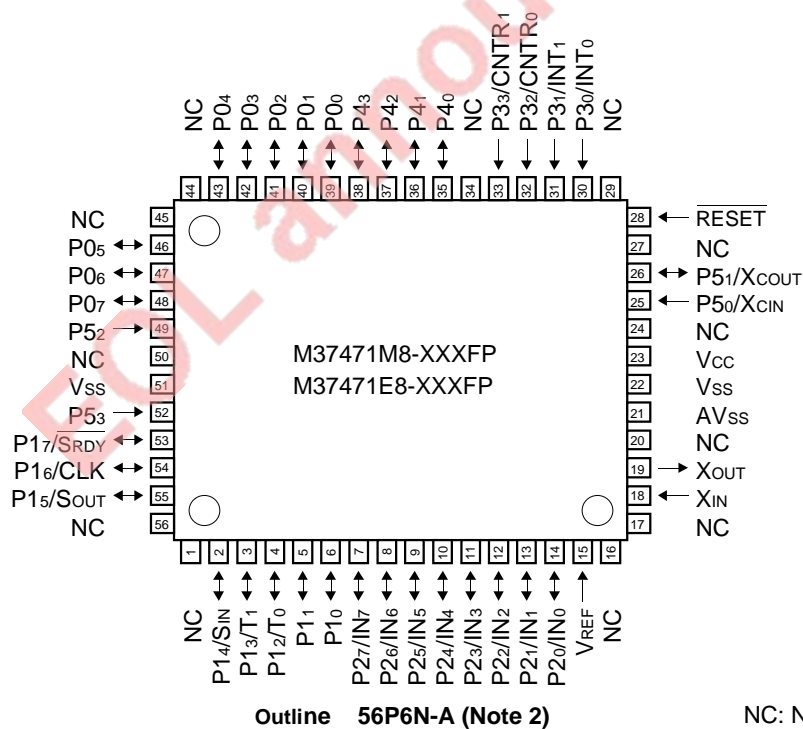 NC
P04
P03
P02
P01
P00
P43
P42
P41
P40
NC
P33/CNTR1
P32/CNTR0
P31/INT1
P30/INT0
NC
44
43
42
41
40
39
38
37
36
35
34
33
32
31
30
29
NC 45
P05 46
P06 47
P07 48
P52 49
NC 50
VSS 51
P53 52
P17/SRDY 53
P16/CLK 54
P15/SOUT 55
NC 56
M37471M8-XXXFP
M37471E8-XXXFP
28 RESET
27 NC
26 P51/XCOUT
25 P50/XCIN
24 NC
23 VCC
22 VSS
21 AVSS
20 NC
19 XOUT
18 XIN
17 NC
1
2
3
4
5
6
7
8
9
10
11
12
13
14
15
16
NC
P14/SIN
P13/T1
P12/T0
P11
P10
P27/IN7
P26/IN6
P25/IN5
P24/IN4
P23/IN3
P22/IN2
P21/IN1
P20/IN0
VREF
NC
Outline 56P6N-A (Note 2)
NC: N
EOL annou